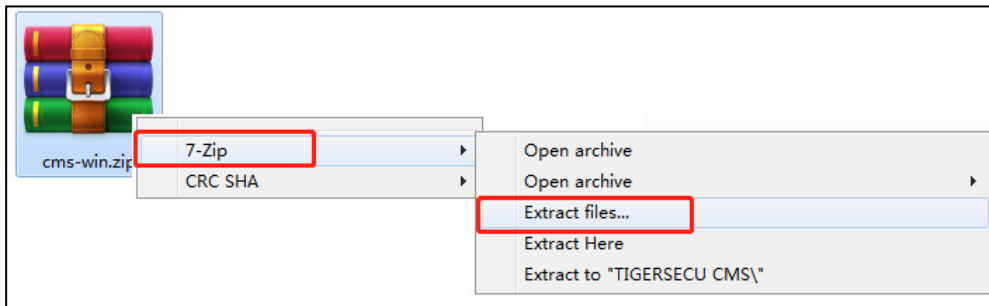 cms-win.zip
7-Zip
CRC SHA
Open archive
Open archive
Extract files...
Extract Here
Extract to "TIGERSECU CMS\"